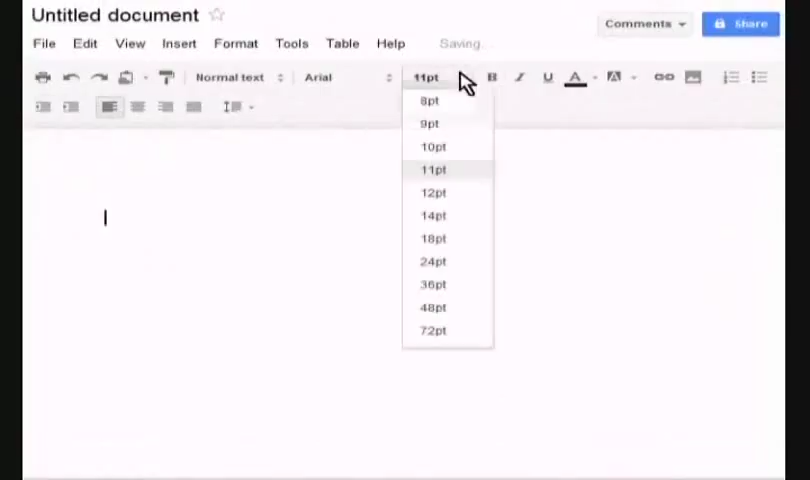 Untitled document
Comments
Share
File Edit View Insert Format Tools Table Help Saving...
Normal text Arial 11pt B I U A A
8pt
9pt
10pt
11pt
12pt
14pt
18pt
24pt
36pt
48pt
72pt